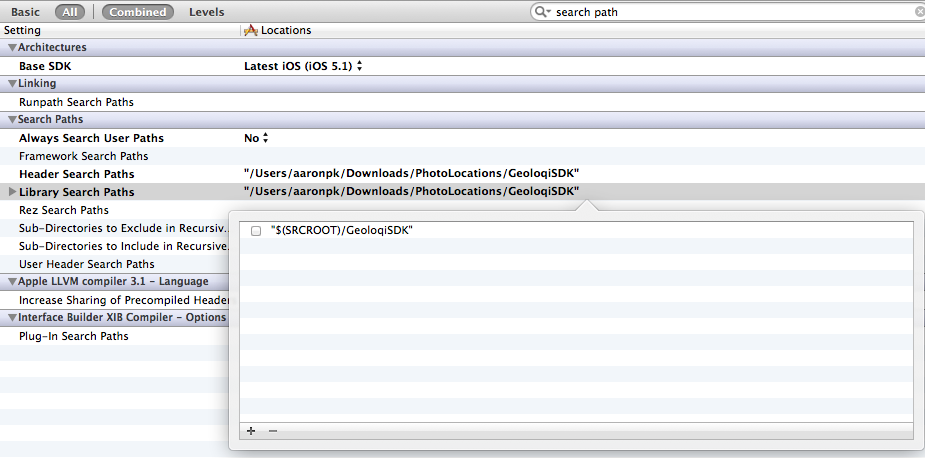 Basic All Combined Levels search path
Setting Locations
Architectures
Base SDK Latest iOS (iOS 5.1)
Linking
Runpath Search Paths
Search Paths
Always Search User Paths No
Framework Search Paths
Header Search Paths "/Users/aaronpk/Downloads/PhotoLocations/GeoloqiSDK"
Library Search Paths "/Users/aaronpk/Downloads/PhotoLocations/GeoloqiSDK"
Rez Search Paths
Sub-Directories to Exclude in Recursiv...
"$(SRCROOT)/GeoloqiSDK"
Sub-Directories to Include in Recursive...
User Header Search Paths
Apple LLVM compiler 3.1 - Language
Increase Sharing of Precompiled Header
Interface Builder XIB Compiler - Options
Plug-In Search Paths